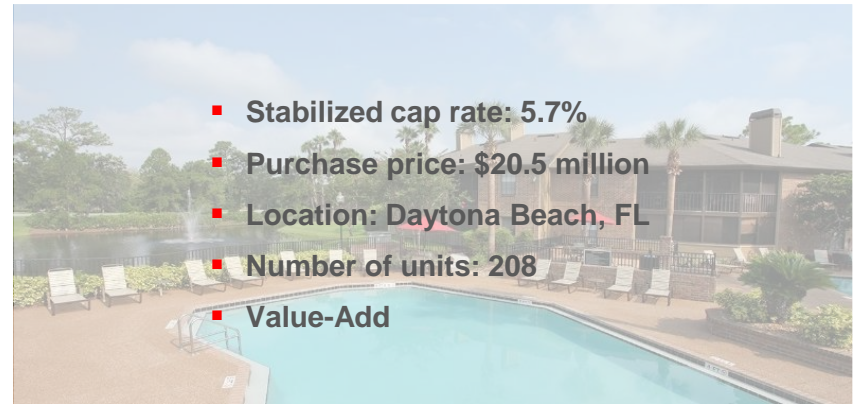 ▪ Stabilized cap rate: 5.7%
▪ Purchase price: $20.5 million
▪ Location: Daytona Beach, FL
▪ Number of units: 208
▪ Value-Add